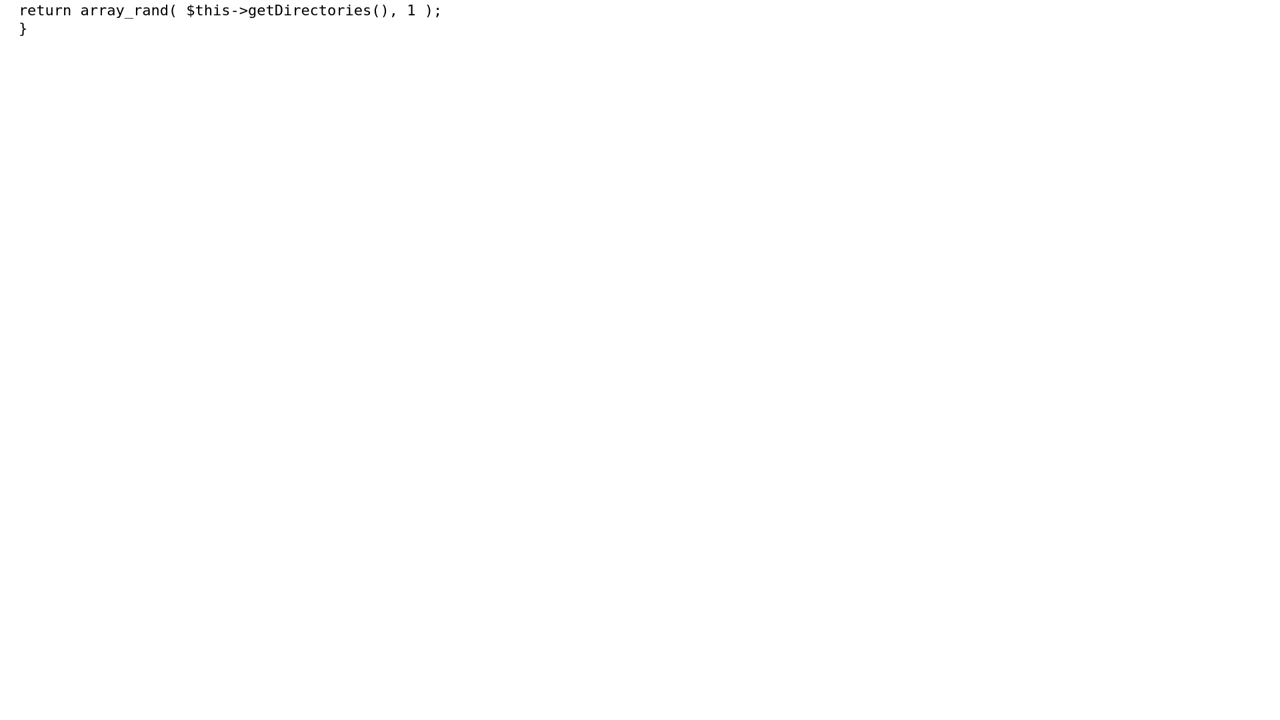 return array_rand( $this->getDirectories(), 1 );
}